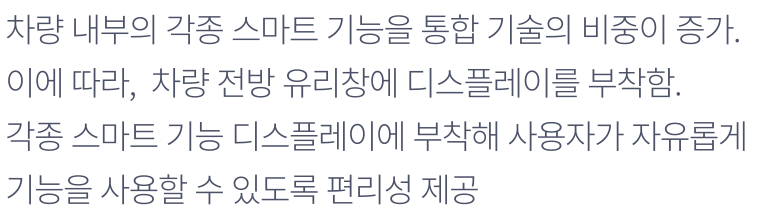 차량 내부의 각종 스마트 기능을 통합 기술의 비중이 증가.
이에 따라, 차량 전방 유리창에 디스플레이를 부착함.
각종 스마트 기능 디스플레이에 부착해 사용자가 자유롭게
기능을 사용할 수 있도록 편리성 제공